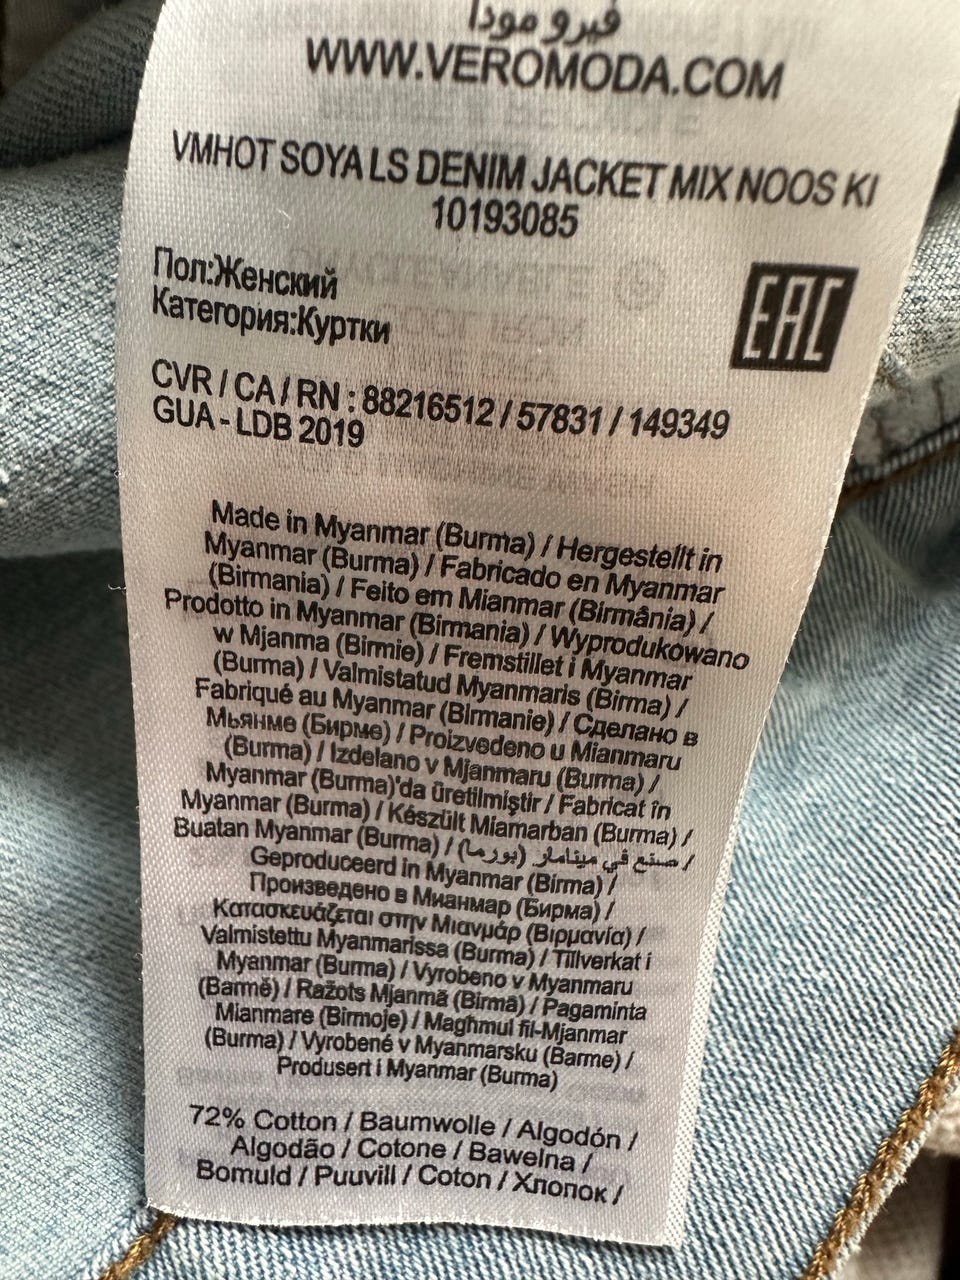 فيرو مودا
WWW.VEROMODA.COM
VMHOT SOYA LS DENIM JACKET MIX NOOS KI
10193085
Пол:Женский
Категория:Куртки
EAC
CVR / CA / RN : 88216512 / 57831 / 149349
GUA - LDB 2019
Made in Myanmar (Burma) / Hergestellt in
Myanmar (Burma) / Fabricado en Myanmar
(Birmania) / Feito em Mianmar (Birmânia) /
Prodotto in Myanmar (Birmania) / Wyprodukowano
w Mjanma (Birmie) / Fremstillet i Myanmar
(Burma) / Valmistatud Myanmaris (Birma) /
Fabriqué au Myanmar (Birmanie) / Сделано в
Мьянме (Бирме) / Proizvedeno u Mianmaru
(Burma) / Izdelano v Mjanmaru (Burma) /
Myanmar (Burma)'da üretilmiştir / Fabricat în
Myanmar (Burma) / Készült Miamarban (Burma) /
Buatan Myanmar (Burma) / صنع في مينامار (بورما) /
Geproduceerd in Myanmar (Birma) /
Произведено в Мианмар (Бирма) /
Κατασκευάζεται στην Μιανμάρ (Βιρμανία) /
Valmistettu Myanmarissa (Burma) / Tillverkat i
Myanmar (Burma) / Vyrobeno v Myanmaru
(Barmě) / Ražots Mjanmā (Birmā) / Pagaminta
Mianmare (Birmoje) / Magħmul fil-Mjanmar
(Burma) / Vyrobené v Myanmarsku (Barme) /
Produsert i Myanmar (Burma)
72% Cotton / Baumwolle / Algodón /
Algodão / Cotone / Bawełna /
Bomuld / Puuvill / Coton / Хлопок /